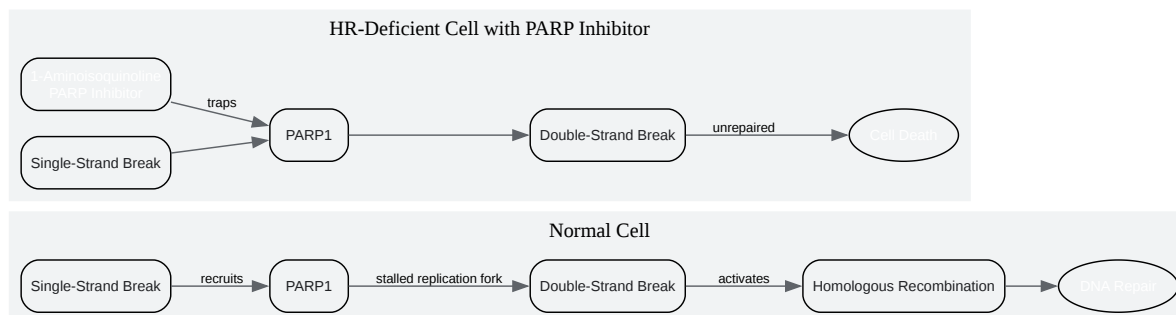 HR-Deficient Cell with PARP Inhibitor
1-Aminoisoquinoline
PARP Inhibitor
traps
Single-Strand Break
PARP1
Double-Strand Break
unrepaired
Cell Death
Normal Cell
Single-Strand Break
recruits
PARP1
stalled replication fork
Double-Strand Break
activates
Homologous Recombination
DNA Repair